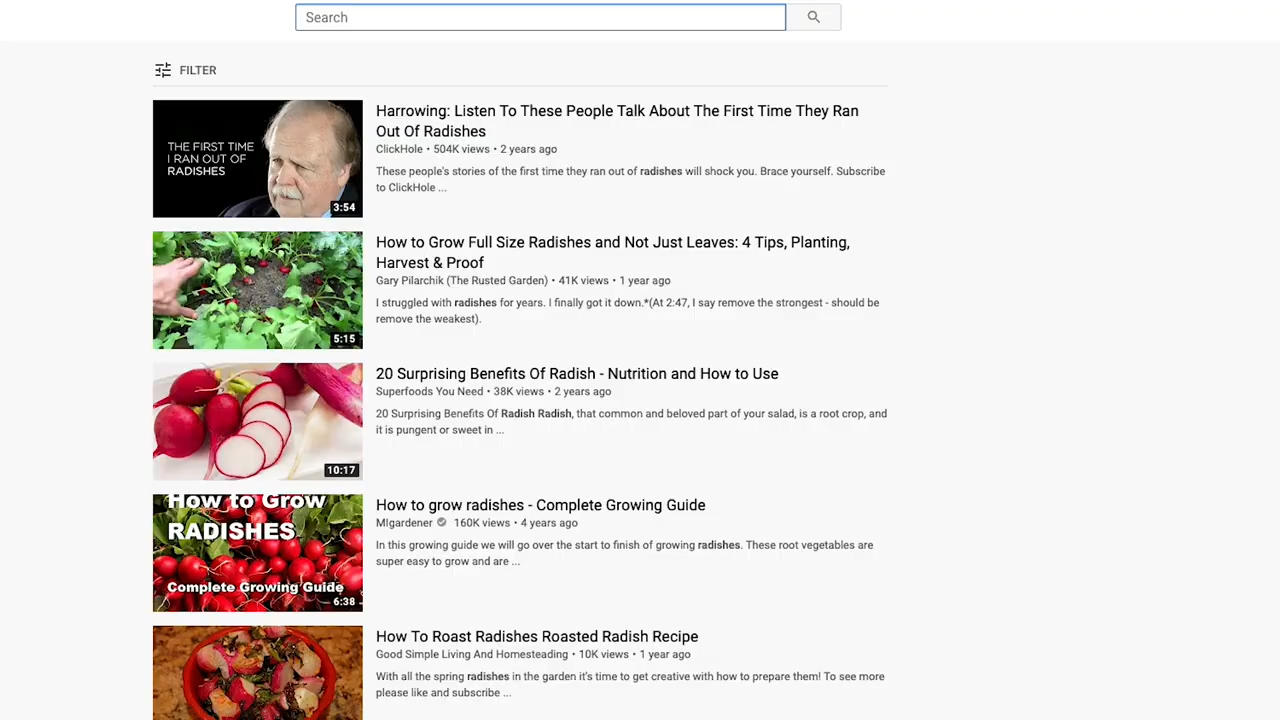 Search
FILTER
THE FIRST TIME
I RAN OUT OF
RADISHES
3:54
Harrowing: Listen To These People Talk About The First Time They Ran
Out Of Radishes
ClickHole • 504K views • 2 years ago
These people's stories of the first time they ran out of radishes will shock you. Brace yourself. Subscribe
to ClickHole ...
5:15
How to Grow Full Size Radishes and Not Just Leaves: 4 Tips, Planting,
Harvest & Proof
Gary Pilarchik (The Rusted Garden) • 41K views • 1 year ago
I struggled with radishes for years. I finally got it down.*(At 2:47, I say remove the strongest - should be
remove the weakest).
10:17
20 Surprising Benefits Of Radish - Nutrition and How to Use
Superfoods You Need • 38K views • 2 years ago
20 Surprising Benefits Of Radish Radish, that common and beloved part of your salad, is a root crop, and
it is pungent or sweet in ...
How to Grow
RADISHES
Complete Growing Guide
6:38
How to grow radishes - Complete Growing Guide
MIgardener 160K views • 4 years ago
In this growing guide we will go over the start to finish of growing radishes. These root vegetables are
super easy to grow and are ...
How To Roast Radishes Roasted Radish Recipe
Good Simple Living And Homesteading • 10K views • 1 year ago
With all the spring radishes in the garden it's time to get creative with how to prepare them! To see more
please like and subscribe ...